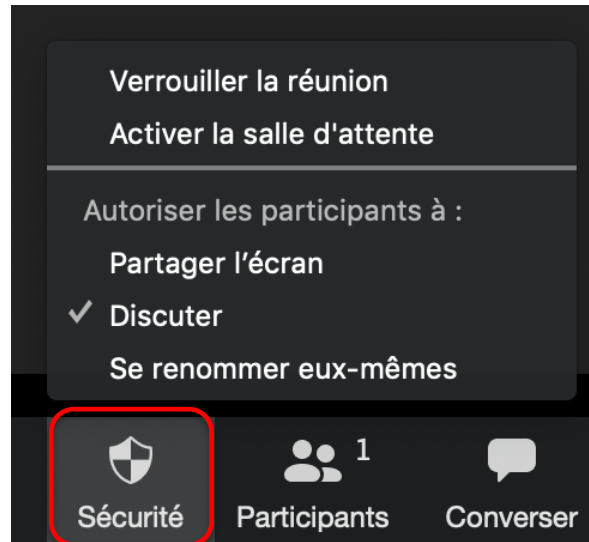 Verrouiller la réunion
Activer la salle d'attente
Autoriser les participants à :
Partager l’écran
✓ Discuter
Se renommer eux-mêmes
1
Sécurité Participants Converser